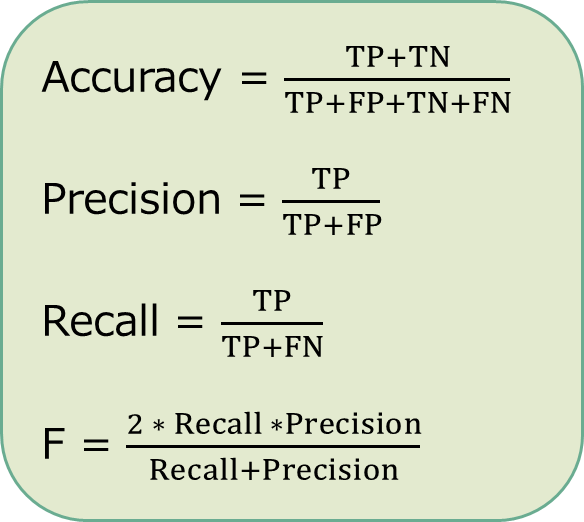 Accuracy = TP+TN / TP+FP+TN+FN
Precision = TP / TP+FP
Recall = TP / TP+FN
F = 2 * Recall *Precision / Recall+Precision